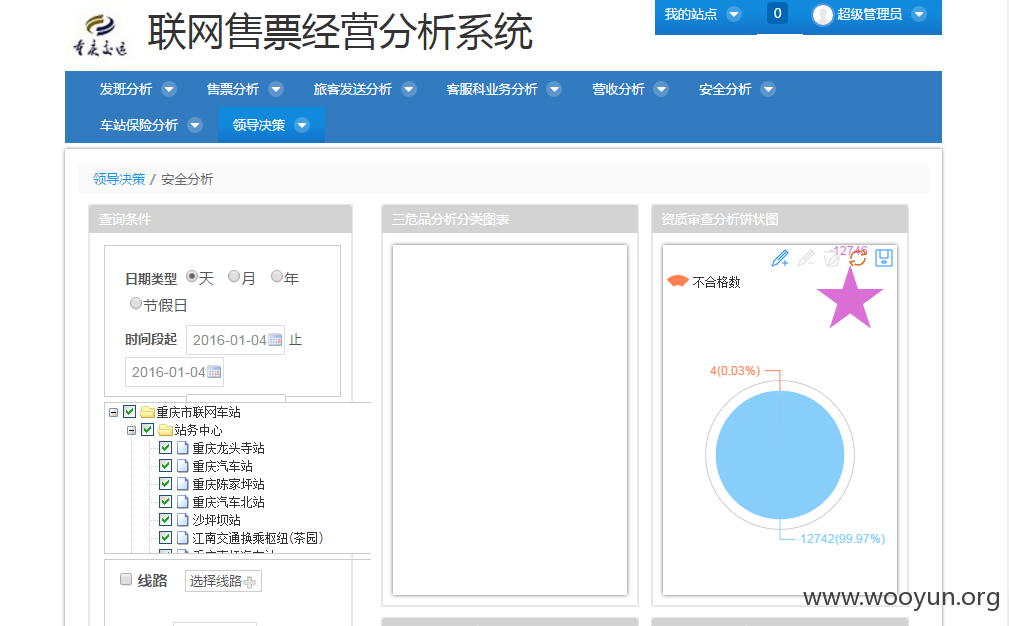 重庆交运
联网售票经营分析系统
我的站点
0
超级管理员
发班分析
售票分析
旅客发送分析
客服科业务分析
营收分析
安全分析
车站保险分析
领导决策
领导决策 / 安全分析
查询条件
日期类型 天 月 年
节假日
时间段起 2016-01-04 止
2016-01-04
重庆市联网车站
站务中心
重庆龙头寺站
重庆汽车站
重庆陈家坪站
重庆汽车北站
沙坪坝站
江南交通换乘枢纽(茶园)
线路 选择线路
三危品分析分类图表
资质审查分析饼状图
12746
不合格数
4(0.03%)
12742(99.97%)
www.wooyun.org